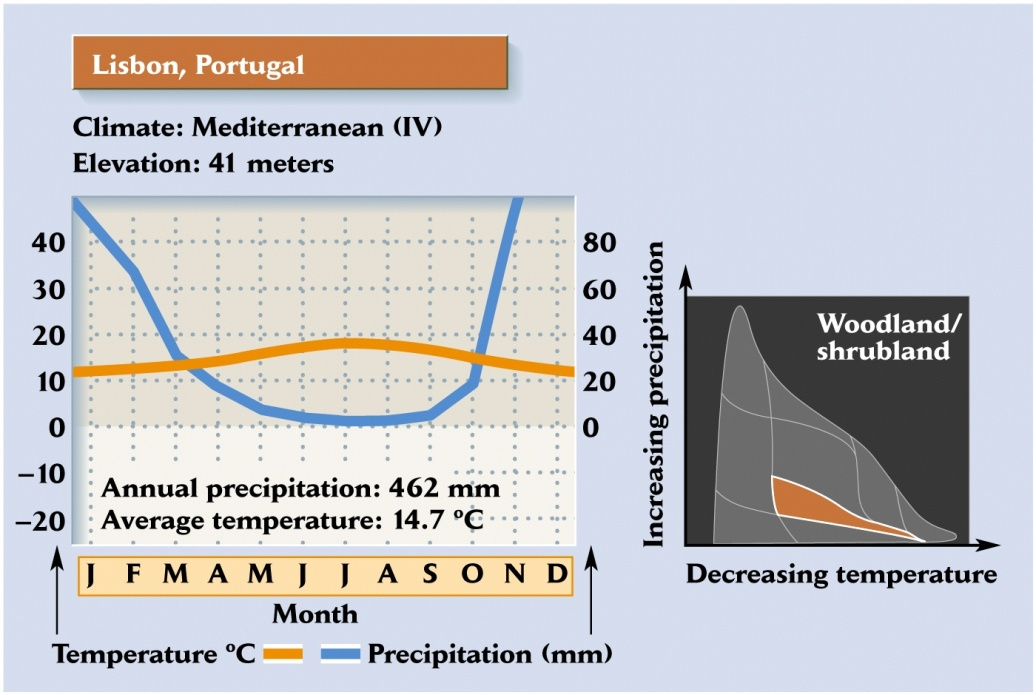 Lisbon, Portugal
Climate: Mediterranean (IV)
Elevation: 41 meters
40
30
20
10
0
–10
–20
80
60
40
20
0
Annual precipitation: 462 mm
Average temperature: 14.7 ºC
J F M A M J J A S O N D
Month
Temperature ºC
Precipitation (mm)
Increasing precipitation
Woodland/
shrubland
Decreasing temperature